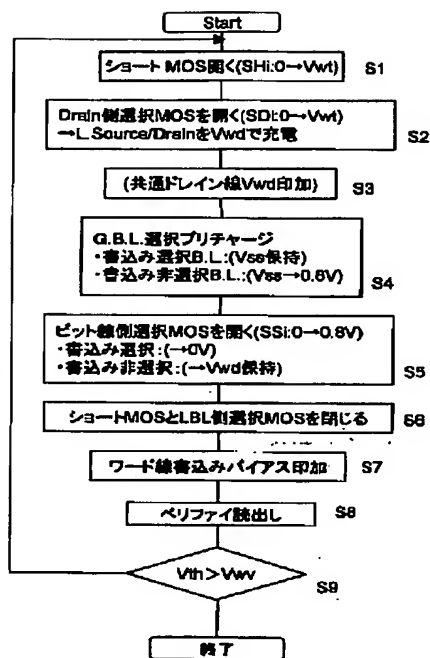 Start
ショートMOS開く(SHi:0→Vwt)
S1
Drain側選択MOSを開く(SDi:0→Vwt)
→L.Source/DrainをVwdで充電
S2
(共通ドレイン線Vwd印加)
S3
G.B.L.選択プリチャージ
・書込み選択B.L.:(Vss保持)
・書込み非選択B.L.:(Vss→0.8V)
S4
ビット線側選択MOSを開く(SSi:0→0.8V)
・書込み選択:(→0V)
・書込み非選択:(→Vwd保持)
S5
ショートMOSとLBL側選択MOSを閉じる
S6
ワード線書込みバイアス印加
S7
ベリファイ読出し
S8
Vth>Vwv
S9
終了